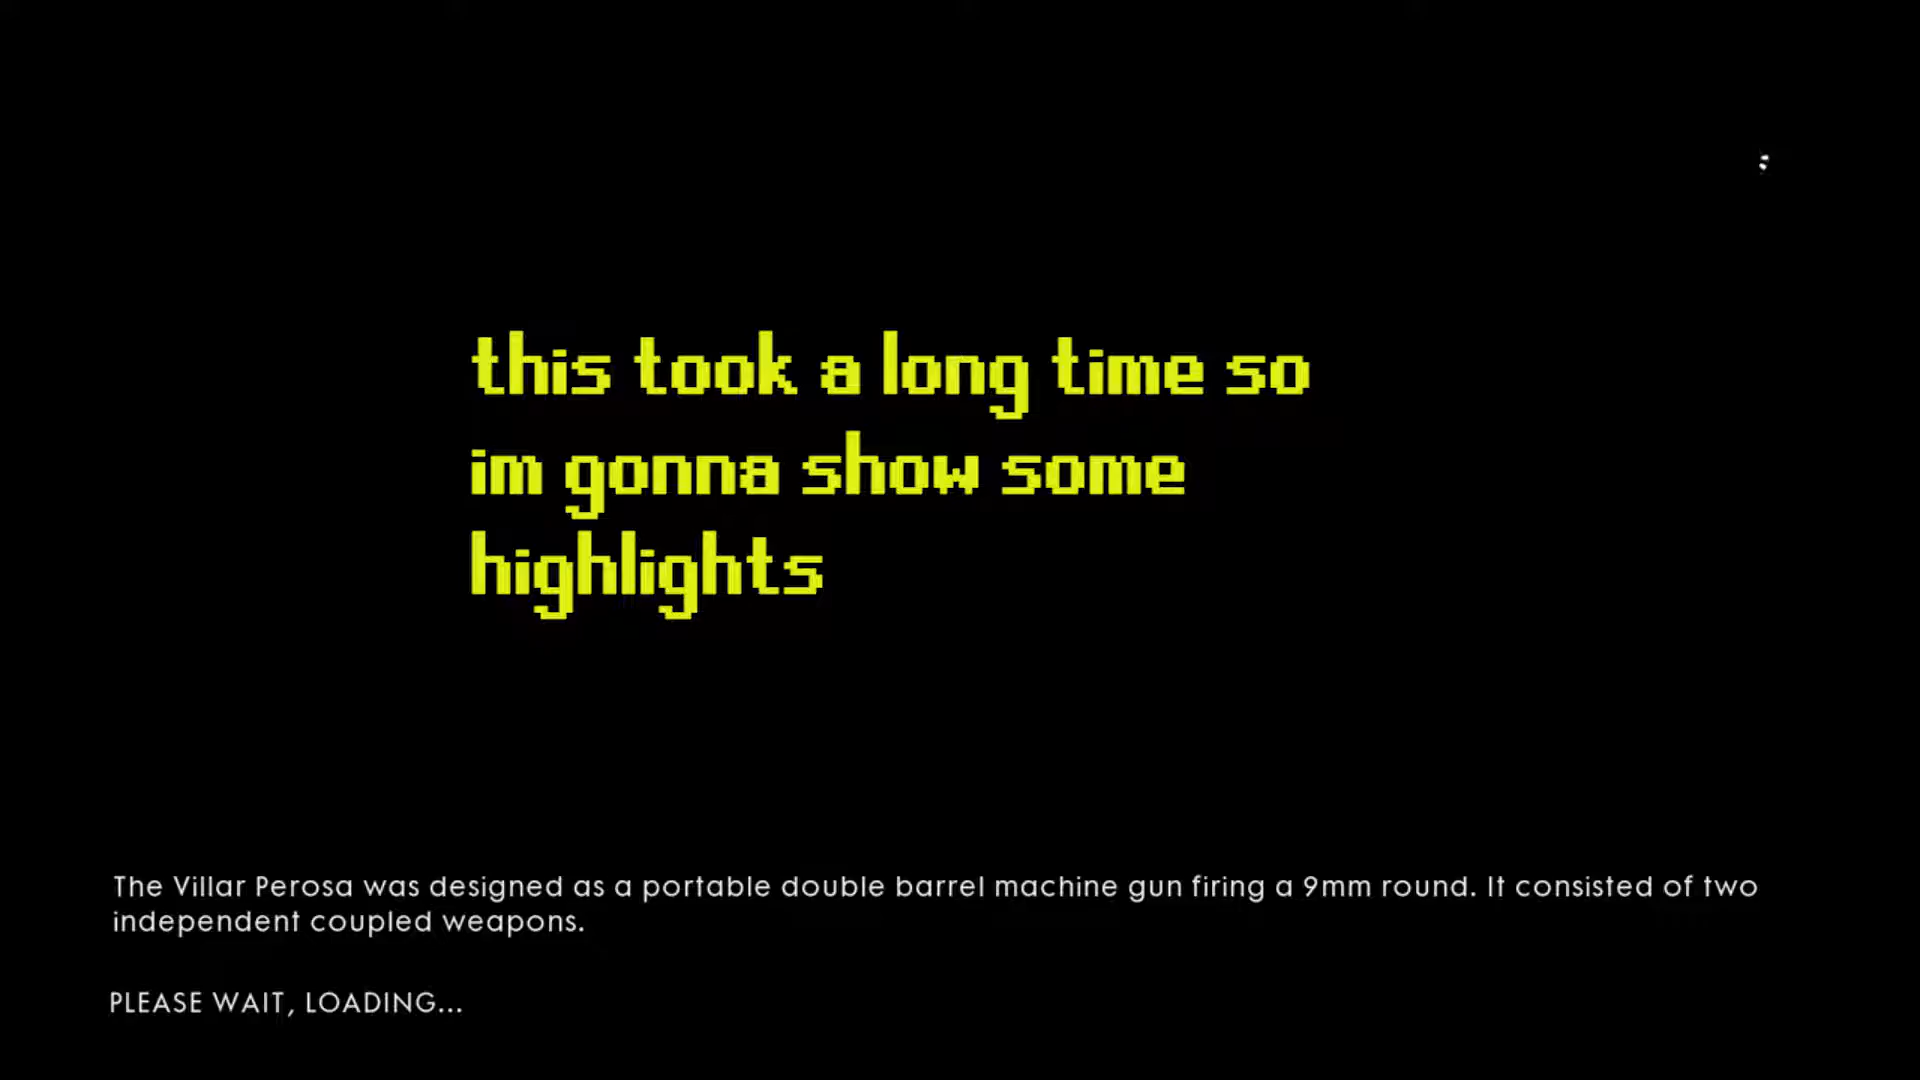 this took a long time so
im gonna show some
highlights
The Villar Perosa was designed as a portable double barrel machine gun firing a 9mm round. It consisted of two
independent coupled weapons.
PLEASE WAIT, LOADING...